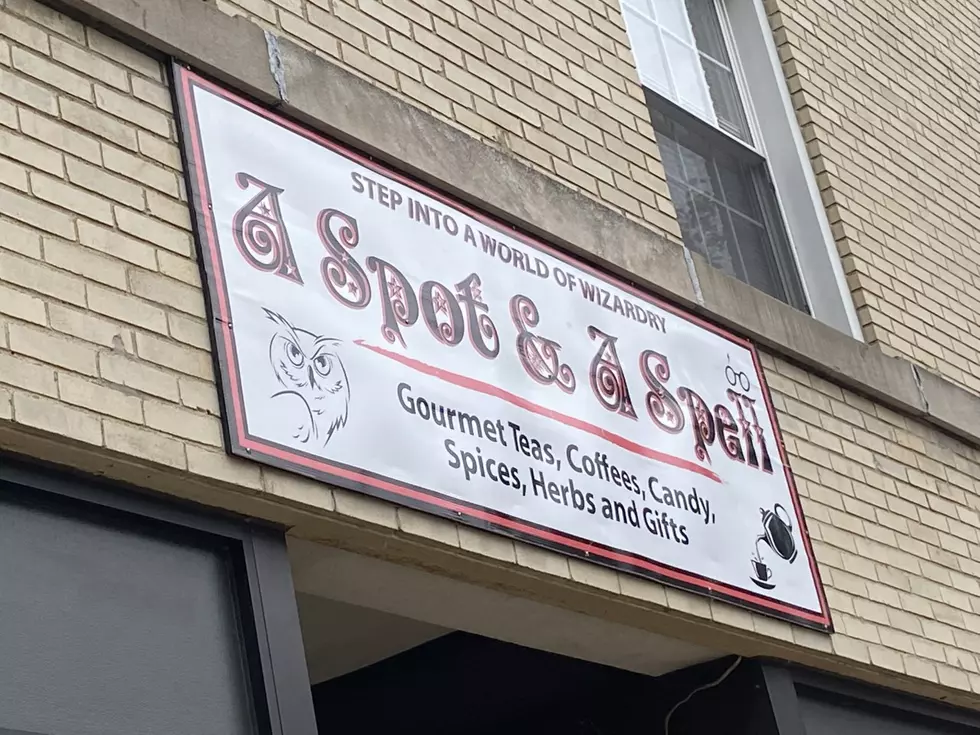 STEP INTO A WORLD OF WIZARDRY
A Spot & A Spell
Gourmet Teas, Coffees, Candy,
Spices, Herbs and Gifts